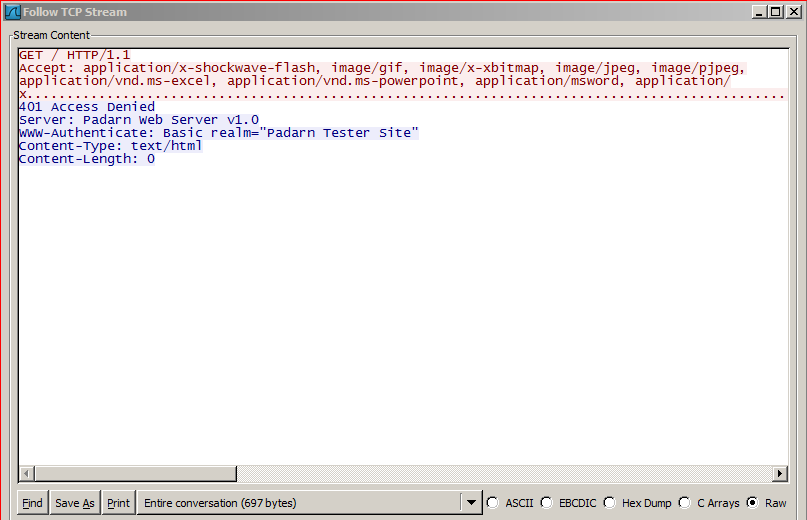 Follow TCP Stream
Stream Content
GET / HTTP/1.1
Accept: application/x-shockwave-flash, image/gif, image/x-xbitmap, image/jpeg, image/pjpeg,
application/vnd.ms-excel, application/vnd.ms-powerpoint, application/msword, application/
x...............................................................................................
401 Access Denied
Server: Padarn Web Server v1.0
WWW-Authenticate: Basic realm="Padarn Tester Site"
Content-Type: text/html
Content-Length: 0
Find Save As Print Entire conversation (697 bytes) ASCII EBCDIC Hex Dump C Arrays Raw